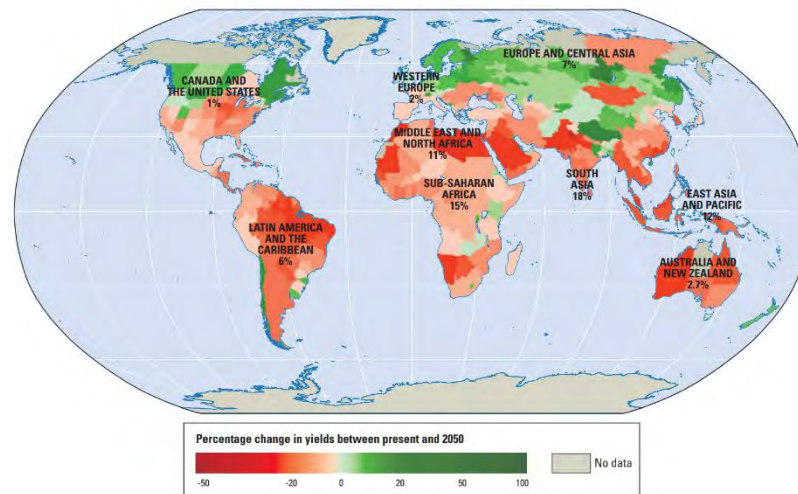 EUROPE AND CENTRAL ASIA
7%
CANADA AND
THE UNITED STATES
1%
WESTERN
EUROPE
2%
MIDDLE EAST AND
NORTH AFRICA
11%
SUB-SAHARAN
AFRICA
15%
SOUTH
ASIA
18%
EAST ASIA
AND PACIFIC
12%
LATIN AMERICA
AND THE
CARIBBEAN
6%
AUSTRALIA AND
NEW ZEALAND
2.7%
Percentage change in yields between present and 2050
No data
-50 -20 0 20 50 100